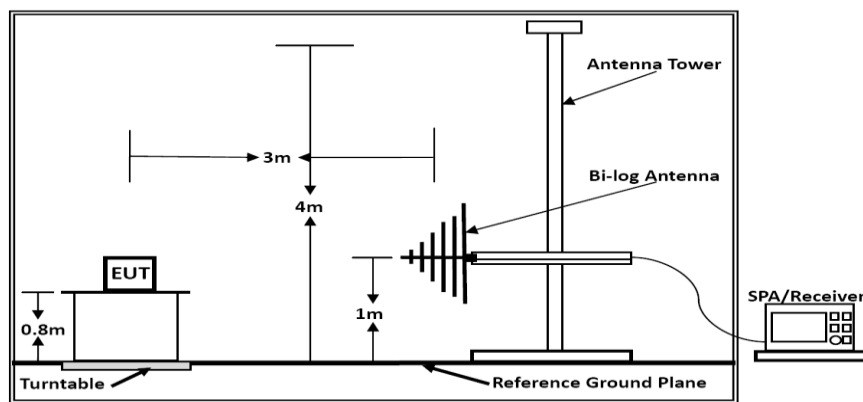 Antenna Tower
3m
Bi-log Antenna
4m
EUT
SPA/Receiver
0.8m
1m
Turntable
Reference Ground Plane